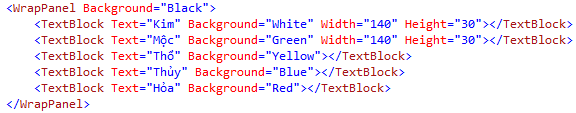 <WrapPanel Background="Black">
<TextBlock Text="Kim" Background="White" Width="140" Height="30"></TextBlock>
<TextBlock Text="Mộc" Background="Green" Width="140" Height="30"></TextBlock>
<TextBlock Text="Thổ" Background="Yellow"></TextBlock>
<TextBlock Text="Thủy" Background="Blue"></TextBlock>
<TextBlock Text="Hỏa" Background="Red"></TextBlock>
</WrapPanel>